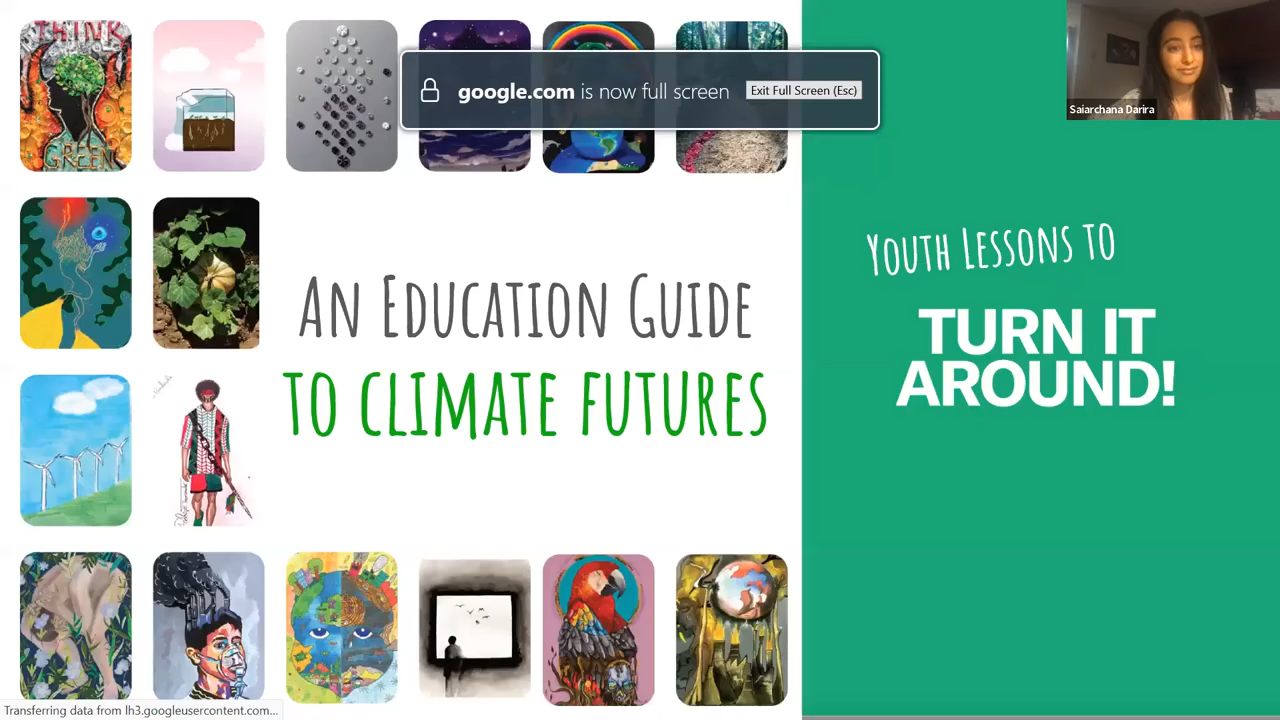 THINK
GREEN
google.com is now full screen
Exit Full Screen (Esc)
Saiarchana Darira
An Education Guide
to climate futures
Youth Lessons to
TURN IT
AROUND!
Transferring data from lh3.googleusercontent.com...